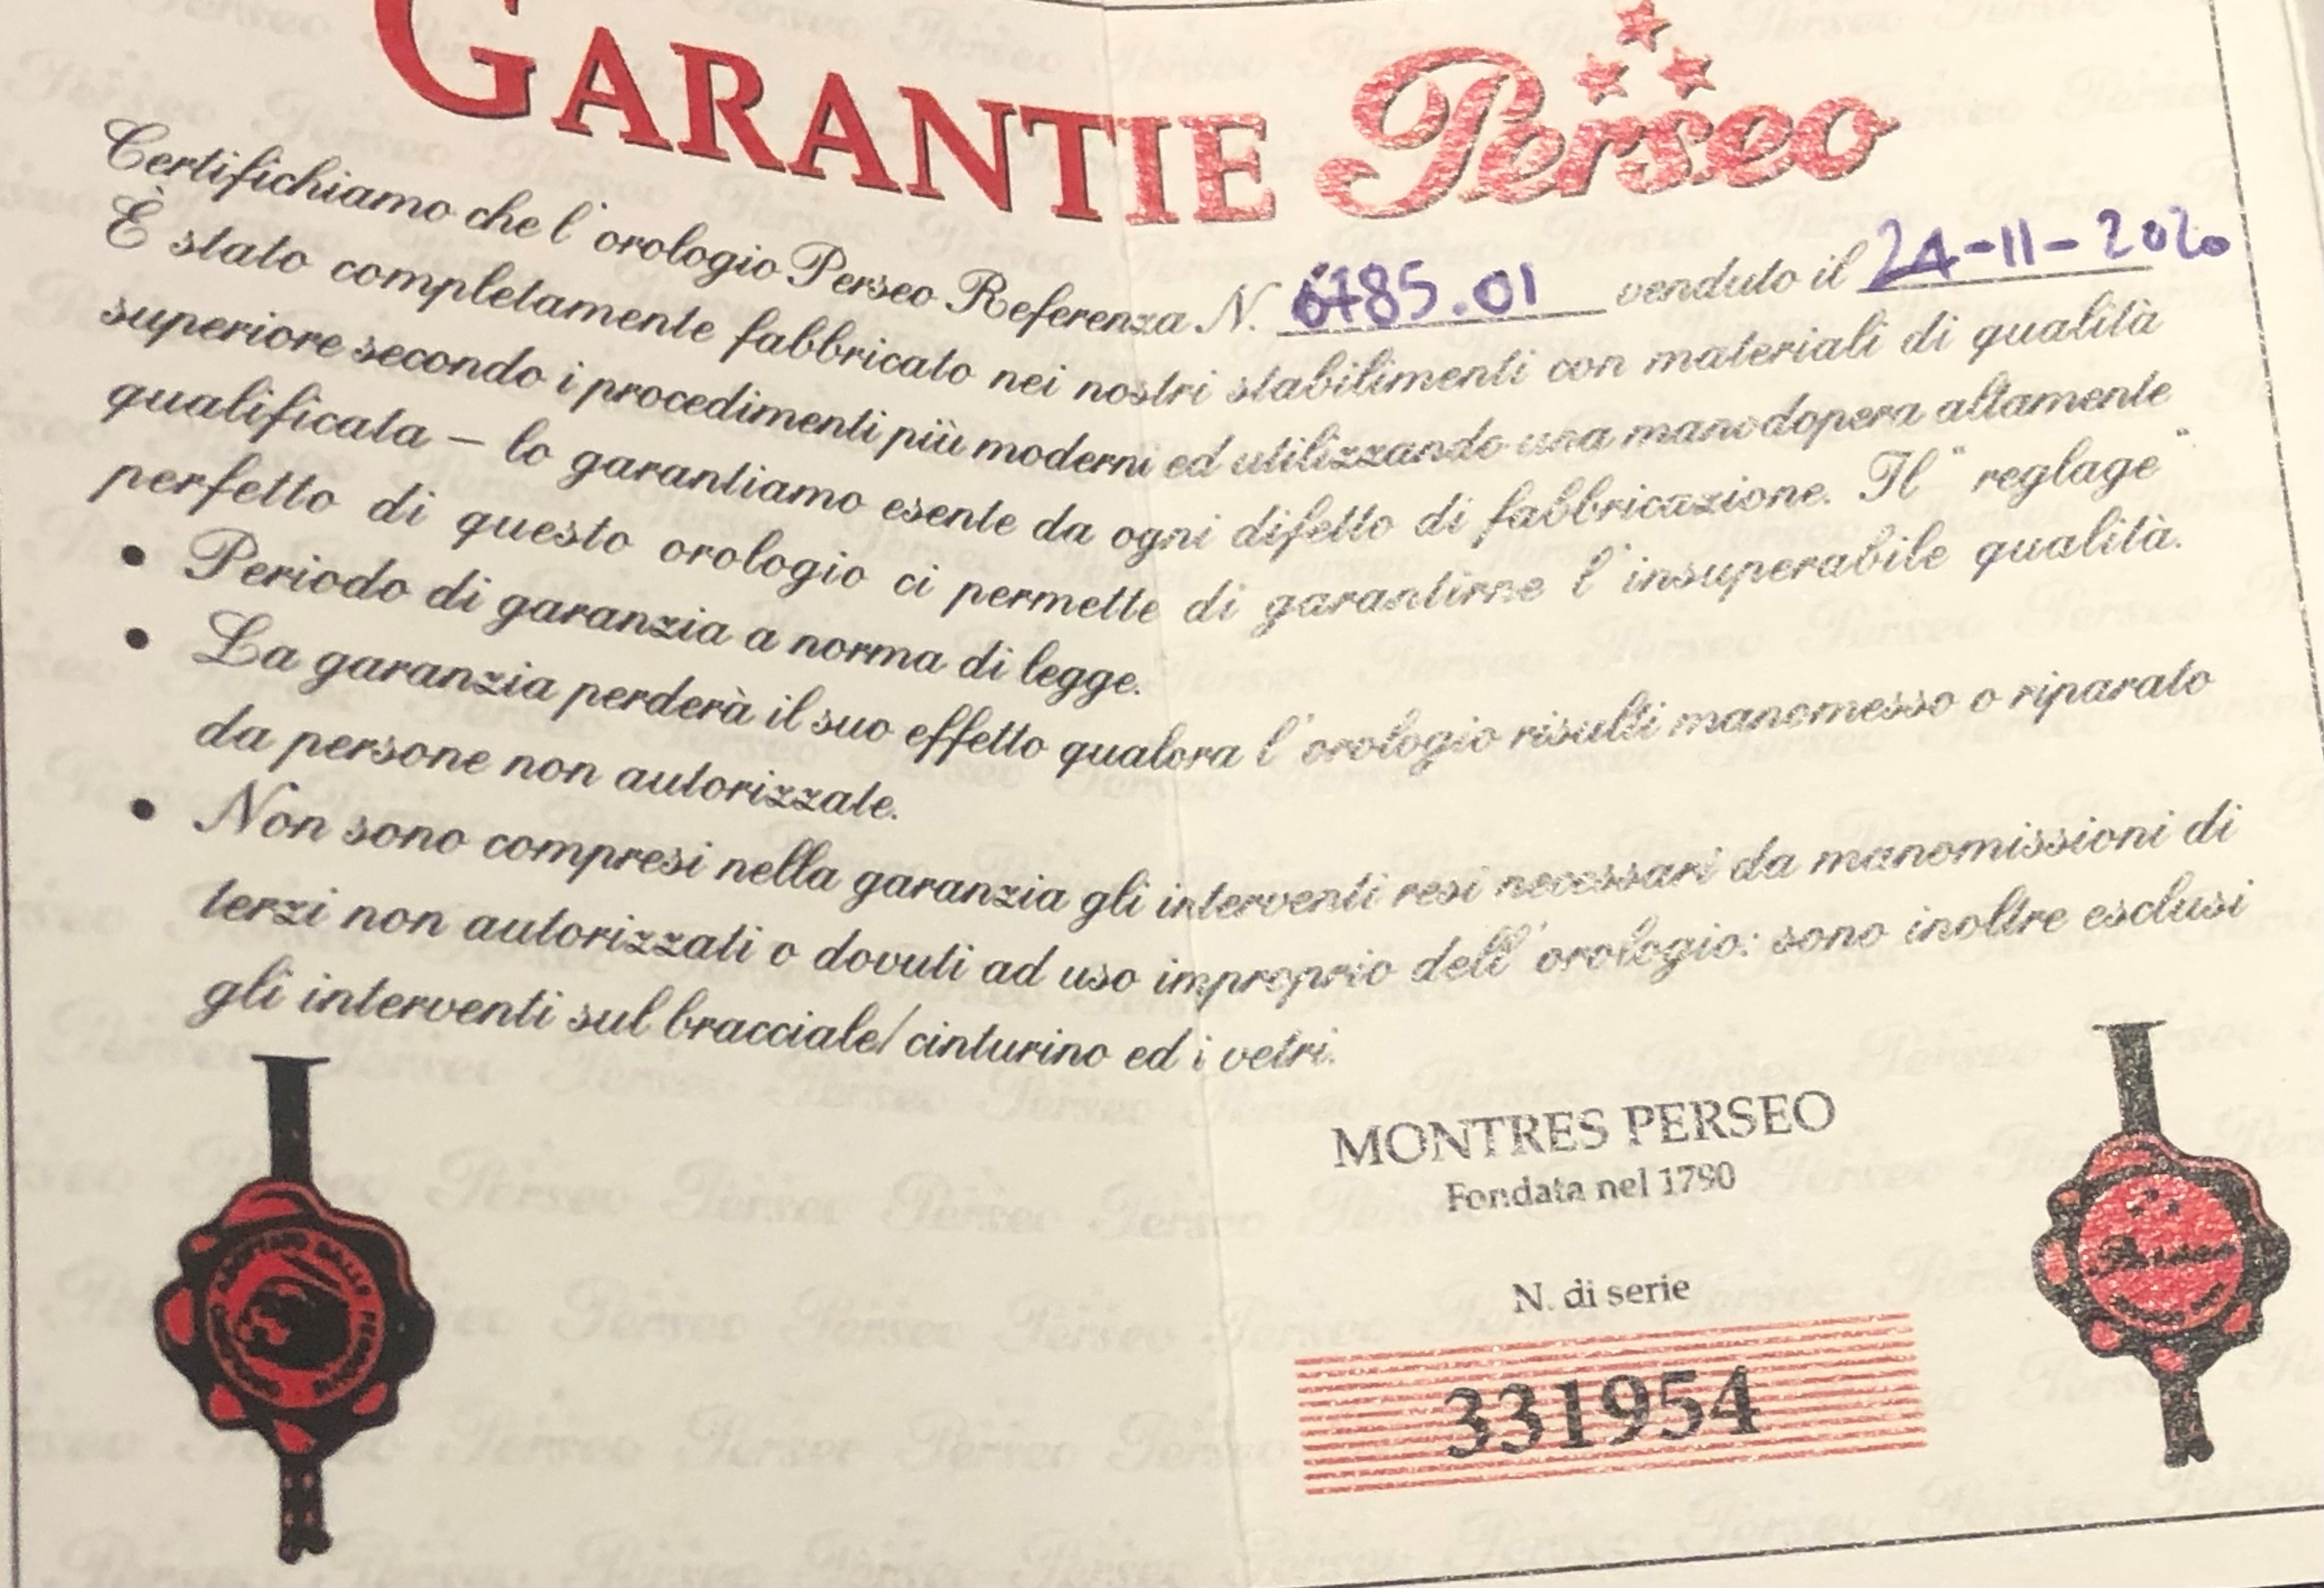 GARANTIE Perseo
Certifichiamo che l'orologio Perseo Referenza N. 6785.01 venduto il 24-11-2020
È stato completamente fabbricato nei nostri stabilimenti con materiali di qualità
superiore secondo i procedimenti più moderni ed utilizzando una manodopera altamente
qualificata – lo garantiamo esente da ogni difetto di fabbricazione. Il "reglage"
perfetto di questo orologio ci permette di garantirne l'insuperabile qualità.
• Periodo di garanzia a norma di legge.
• La garanzia perderà il suo effetto qualora l'orologio risulti manomesso o riparato
da persone non autorizzate.
• Non sono compresi nella garanzia gli interventi resi necessari da manomissioni di
terzi non autorizzati o dovuti ad uso improprio dell'orologio: sono inoltre esclusi
gli interventi sul bracciale/cinturino ed i vetri.
MONTRES PERSEO
Fondata nel 1790
N. di serie
331954
Perseo